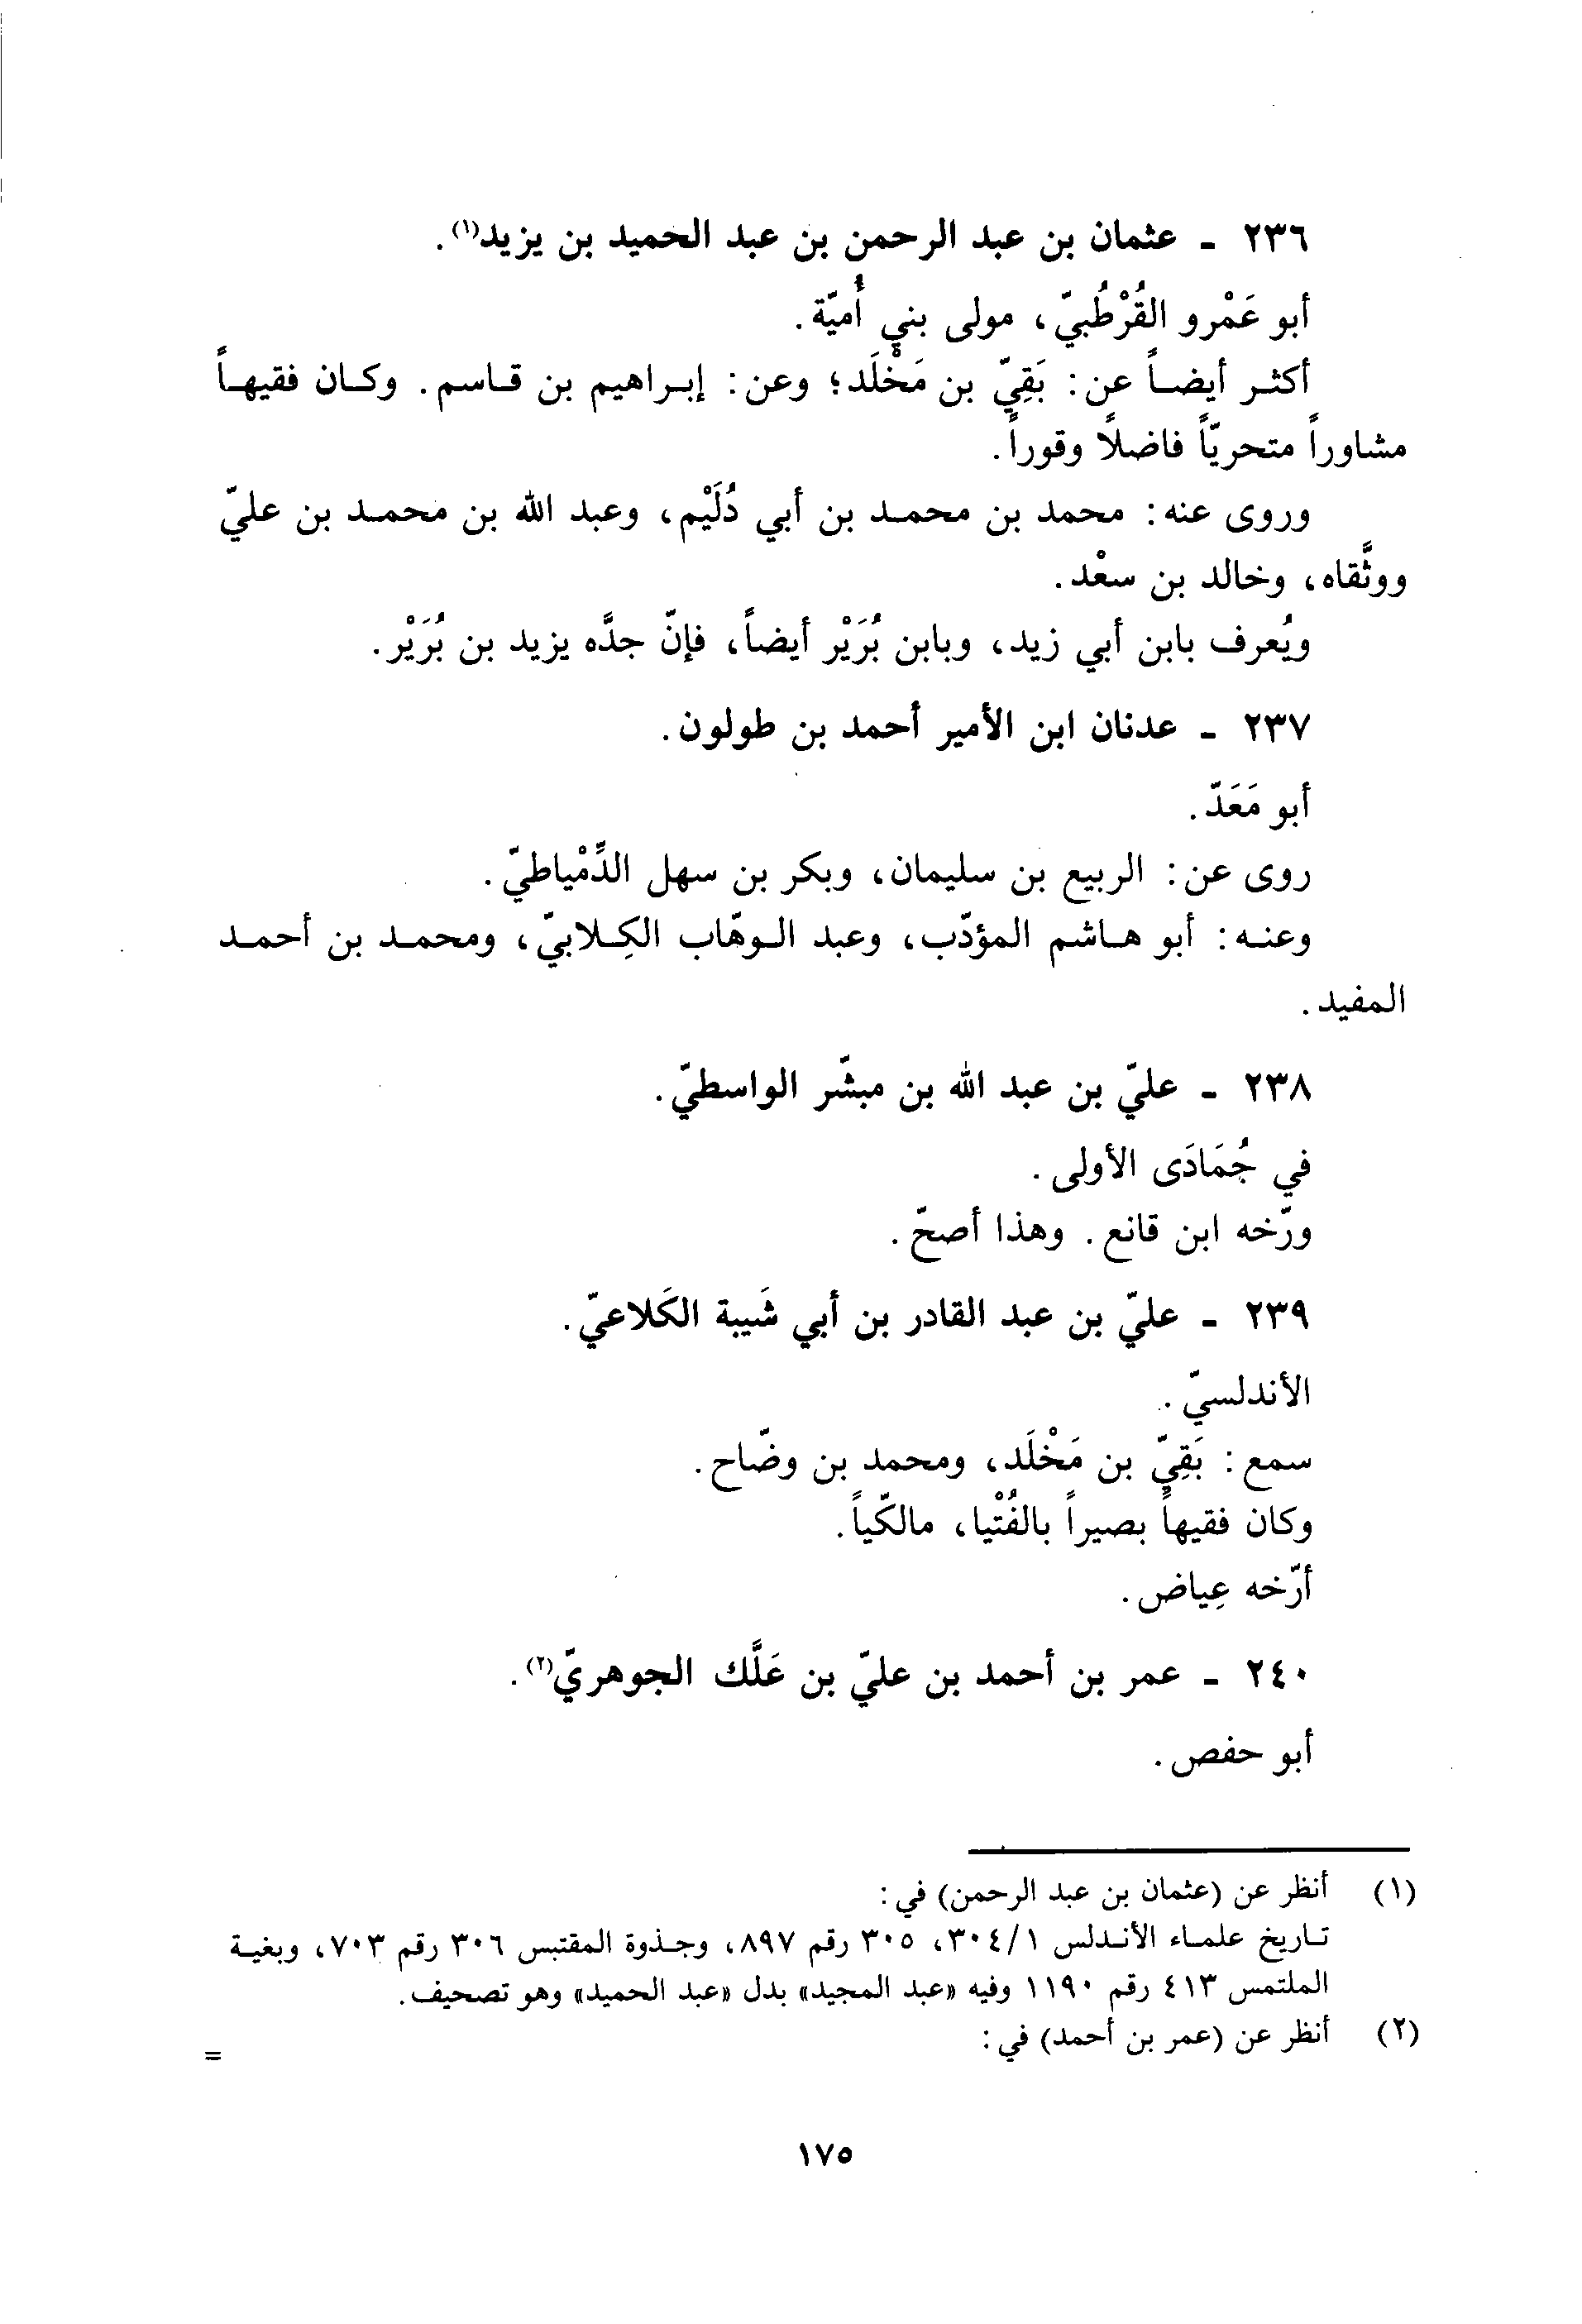 ٢٣٦ - عثمان بن عبد الرحمن بن عبد الحميد بن يزيد(١).
أبو عَمْرو القُرْطُبيّ، مولى بني أُميّة.
أكثر أيضاً عن: بَقِيّ بن مَخْلَد؛ وعن: إبراهيم بن قاسم. وكان فقيهاً
مشاوراً متحريّاً فاضلاً وقوراً.
وروى عنه: محمد بن محمد بن أبي دُلَيْم، وعبد الله بن محمد بن عليّ
ووثَّقاه، وخالد بن سعْد.
ويُعرف بابن أبي زيد، وبابن بُرَيْر أيضاً، فإنّ جدَّه يزيد بن بُرَيْر.
٢٣٧ - عدنان ابن الأمير أحمد بن طولون.
أبو مَعَدّ.
روى عن: الربيع بن سليمان، وبكر بن سهل الدِّمْياطيّ.
وعنه: أبو هاشم المؤدّب، وعبد الوهّاب الكِلابيّ، ومحمد بن أحمد
المفيد.
٢٣٨ - عليّ بن عبد الله بن مبشّر الواسطيّ.
في جُمَادَى الأولى.
ورّخه ابن قانع. وهذا أصحّ.
٢٣٩ - عليّ بن عبد القادر بن أبي شَيبة الكَلاعيّ.
الأندلسيّ.
سمع: بَقِيّ بن مَخْلَد، ومحمد بن وضّاح.
وكان فقيهاً بصيراً بالفُتْيا، مالكّياً.
أرّخه عِياض.
٢٤٠ - عمر بن أحمد بن عليّ بن عَلَّك الجوهريّ(٢).
أبو حفص.
(١) أنظر عن (عثمان بن عبد الرحمن) في:
تاريخ علماء الأندلس ٣٠٤/١، ٣٠٥ رقم ٨٩٧، وجذوة المقتبس ٣٠٦ رقم ٧٠٣، وبغية
الملتمس ٤١٣ رقم ١١٩٠ وفيه «عبد المجيد» بدل «عبد الحميد» وهو تصحيف.
(٢) أنظر عن (عمر بن أحمد) في:
=
١٧٥